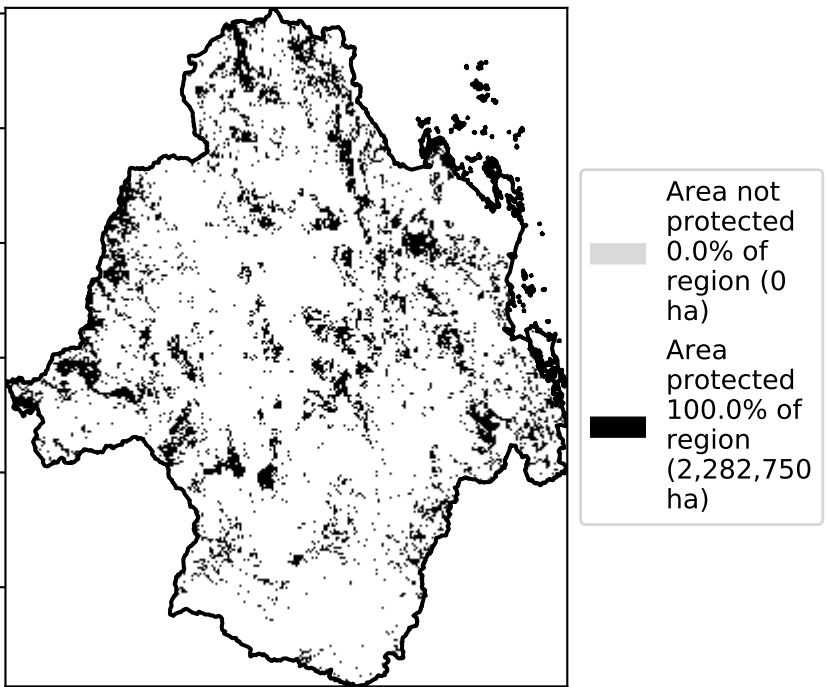 Area not
protected
0.0% of
region (0
ha)
Area
protected
100.0% of
region
(2,282,750
ha)